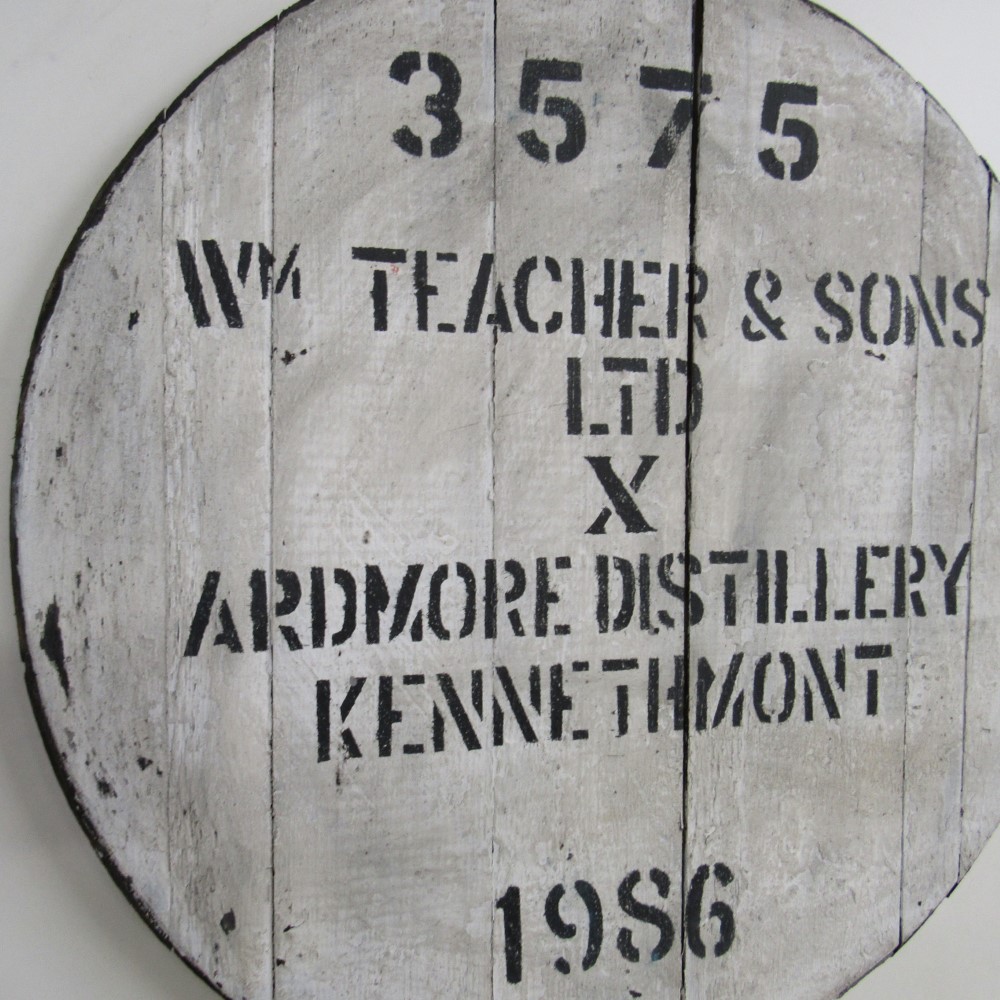 3575
WM TEACHER & SONS
LTD
X
ARDMORE DISTILLERY
KENNETHMONT
1986